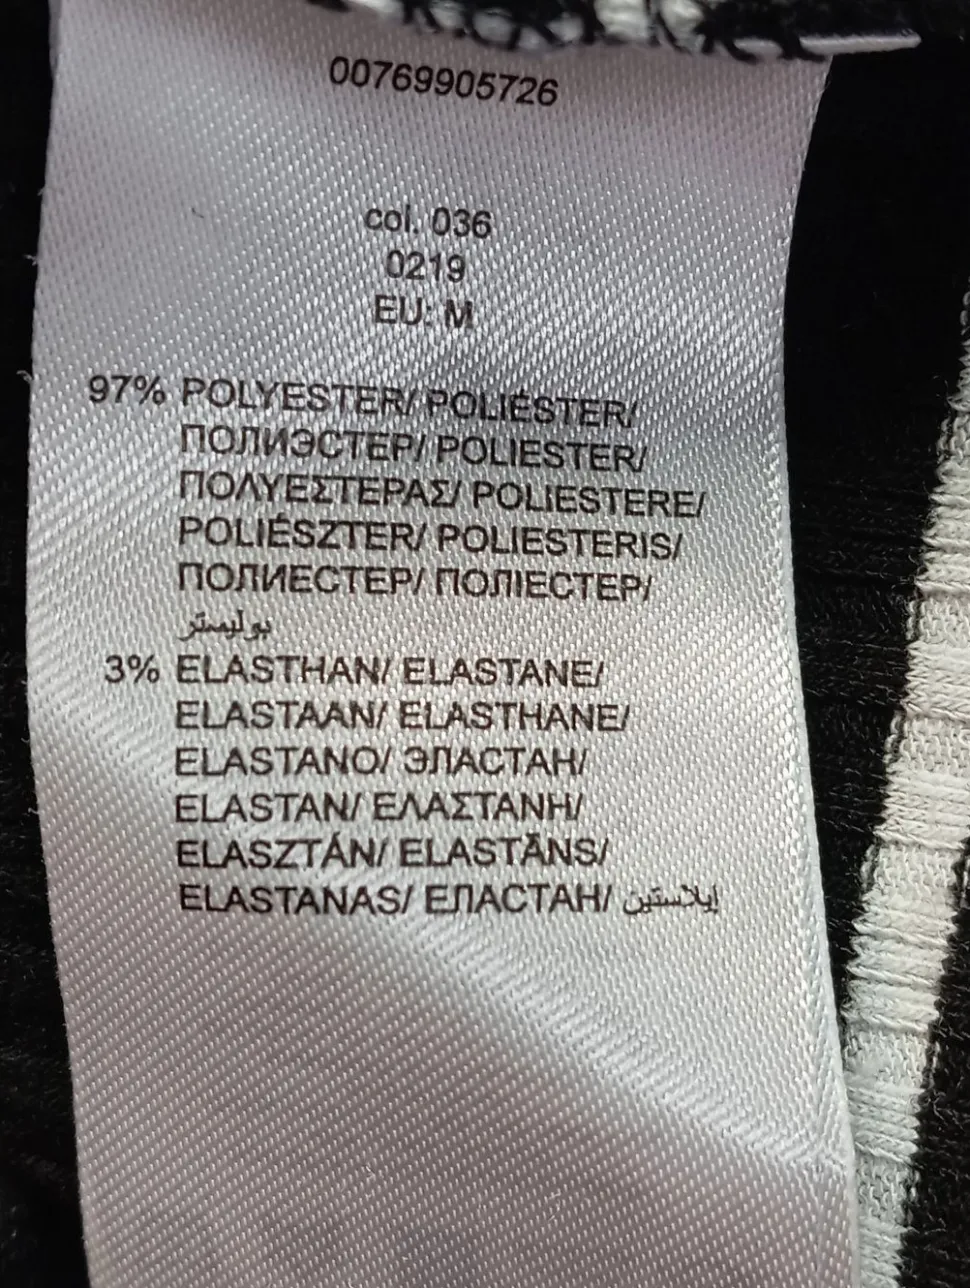 00769905726
col. 036
0219
EU: M
97% POLYESTER/ POLIÉSTER/
ПОЛИЭСТЕР/ POLIESTER/
ΠΟΛΥΕΣΤΕΡΑΣ/ POLIESTERE/
POLIÉSZTER/ POLIESTERIS/
ПОЛИЕСТЕР/ ПОЛІЕСТЕР/
بوليستر
3% ELASTHAN/ ELASTANE/
ELASTAAN/ ELASTHANE/
ELASTANO/ ЭЛАСТАН/
ELASTAN/ ΕΛΑΣΤΑΝΗ/
ELASZTÁN/ ELASTĀNS/
ELASTANAS/ ЕЛАСТАН/ إيلاستين